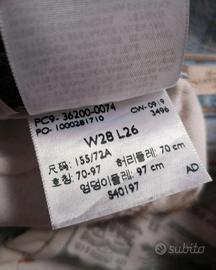 PC9- 36200-0074
CW-0919
PO- 1000281710
3496
W28 L26
尺码: 155/72A
호칭: 70-97 허리둘레: 70 cm
엉덩이둘레: 97 cm
S40197
AD
subito